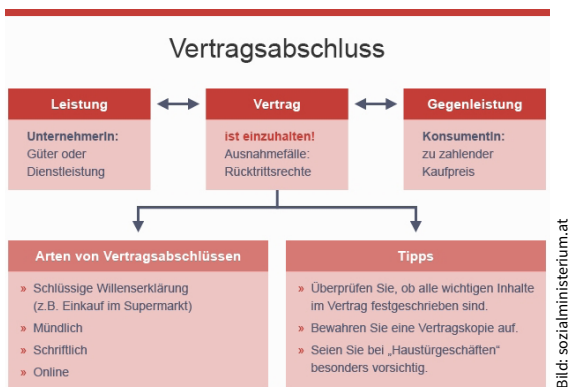 Vertragsabschluss
Leistung
UnternehmerIn:
Güter oder
Dienstleistung
Vertrag
ist einzuhalten!
Ausnahmefälle:
Rücktrittsrechte
Gegenleistung
KonsumentIn:
zu zahlender
Kaufpreis
Arten von Vertragsabschlüssen
» Schlüssige Willenserklärung
(z.B. Einkauf im Supermarkt)
» Mündlich
» Schriftlich
» Online
Tipps
» Überprüfen Sie, ob alle wichtigen Inhalte
im Vertrag festgeschrieben sind.
» Bewahren Sie eine Vertragskopie auf.
» Seien Sie bei „Haustürgeschäften“
besonders vorsichtig.
Bild: sozialministerium.at